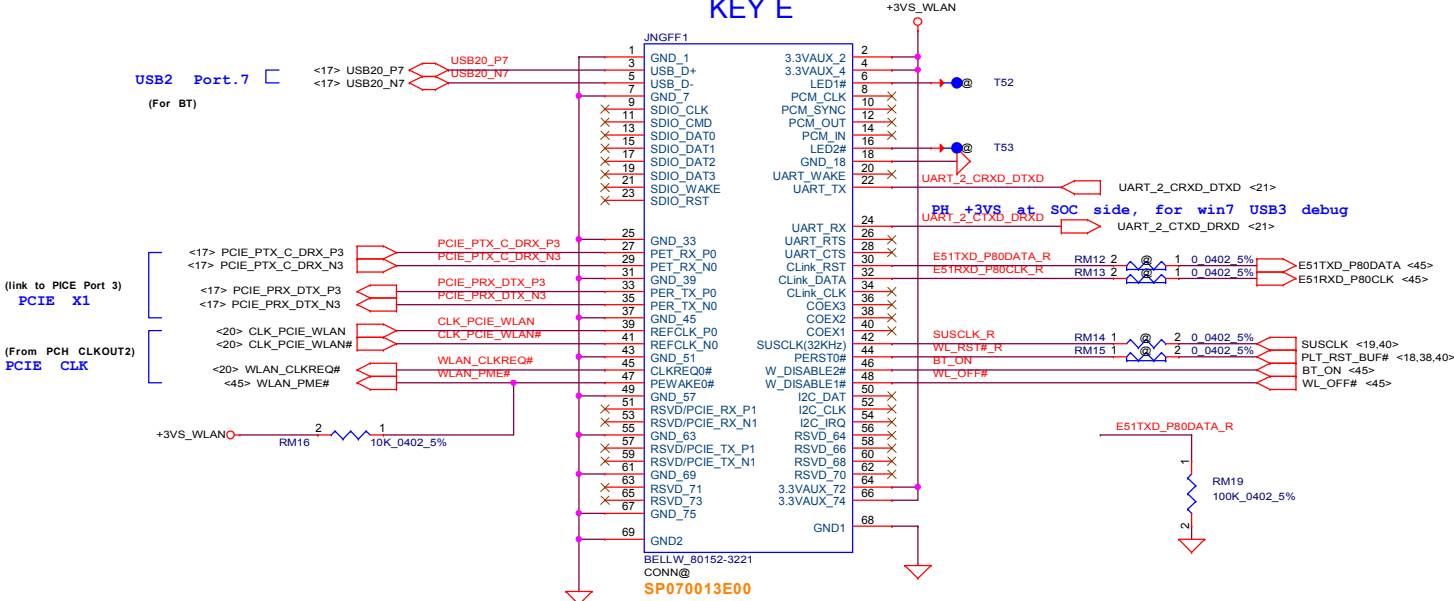 KEY E
+3VS_WLAN
JNGFF1
USB2 Port.7
(For BT)
<17> USB20_P7
<17> USB20_N7
USB20_P7
USB20_N7
1 GND_1
3 USB_D+
5 USB_D-
7 GND_7
9 SDIO_CLK
11 SDIO_CMD
13 SDIO_DAT0
15 SDIO_DAT1
17 SDIO_DAT2
19 SDIO_DAT3
21 SDIO_WAKE
23 SDIO_RST
25 GND_33
27 PET_RX_P0
29 PET_RX_N0
31 GND_39
33 PER_TX_P0
35 PER_TX_N0
37 GND_45
39 REFCLK_P0
41 REFCLK_N0
43 GND_51
45 CLKREQ0#
47 PEWAKE0#
49 GND_57
51 RSVD/PCIE_RX_P1
53 RSVD/PCIE_RX_N1
55 GND_63
57 RSVD/PCIE_TX_P1
59 RSVD/PCIE_TX_N1
61 GND_69
63 RSVD_71
65 RSVD_73
67 GND_75
69 GND2
3.3VAUX_2 2
3.3VAUX_4 4
LED1# 6
PCM_CLK 8
PCM_SYNC 10
PCM_OUT 12
PCM_IN 14
LED2# 16
GND_18 18
UART_WAKE 20
UART_TX 22
UART_RX 24
UART_RTS 26
UART_CTS 28
CLink_RST 30
CLink_DATA 32
CLink_CLK 34
COEX3 36
COEX2 38
COEX1 40
SUSCLK(32KHz) 42
PERST0# 44
W_DISABLE2# 46
W_DISABLE1# 48
I2C_DAT 50
I2C_CLK 52
I2C_IRQ 54
RSVD_64 56
RSVD_66 58
RSVD_68 60
RSVD_70 62
3.3VAUX_72 64
3.3VAUX_74 66
GND1 68
@ T52
@ T53
UART_2_CRXD_DTXD
UART_2_CRXD_DTXD <21>
PH +3VS at SOC side, for win7 USB3 debug
UART_2_CTXD_DRXD
UART_2_CTXD_DRXD <21>
E51TXD_P80DATA_R RM12 2 @ 1 0_0402_5% E51TXD_P80DATA <45>
E51RXD_P80CLK_R RM13 2 @ 1 0_0402_5% E51RXD_P80CLK <45>
SUSCLK_R RM14 1 @ 2 0_0402_5% SUSCLK <19,40>
WL_RST#_R RM15 1 @ 2 0_0402_5% PLT_RST_BUF# <18,38,40>
BT_ON BT_ON <45>
WL_OFF# WL_OFF# <45>
(link to PICE Port 3)
PCIE X1
<17> PCIE_PTX_C_DRX_P3 PCIE_PTX_C_DRX_P3
<17> PCIE_PTX_C_DRX_N3 PCIE_PTX_C_DRX_N3
<17> PCIE_PRX_DTX_P3 PCIE_PRX_DTX_P3
<17> PCIE_PRX_DTX_N3 PCIE_PRX_DTX_N3
(From PCH CLKOUT2)
PCIE CLK
<20> CLK_PCIE_WLAN CLK_PCIE_WLAN
<20> CLK_PCIE_WLAN# CLK_PCIE_WLAN#
<20> WLAN_CLKREQ# WLAN_CLKREQ#
<45> WLAN_PME# WLAN_PME#
+3VS_WLAN 2 1
RM16 10K_0402_5%
E51TXD_P80DATA_R
1
RM19
100K_0402_5%
2
BELLW_80152-3221
CONN@
SP070013E00